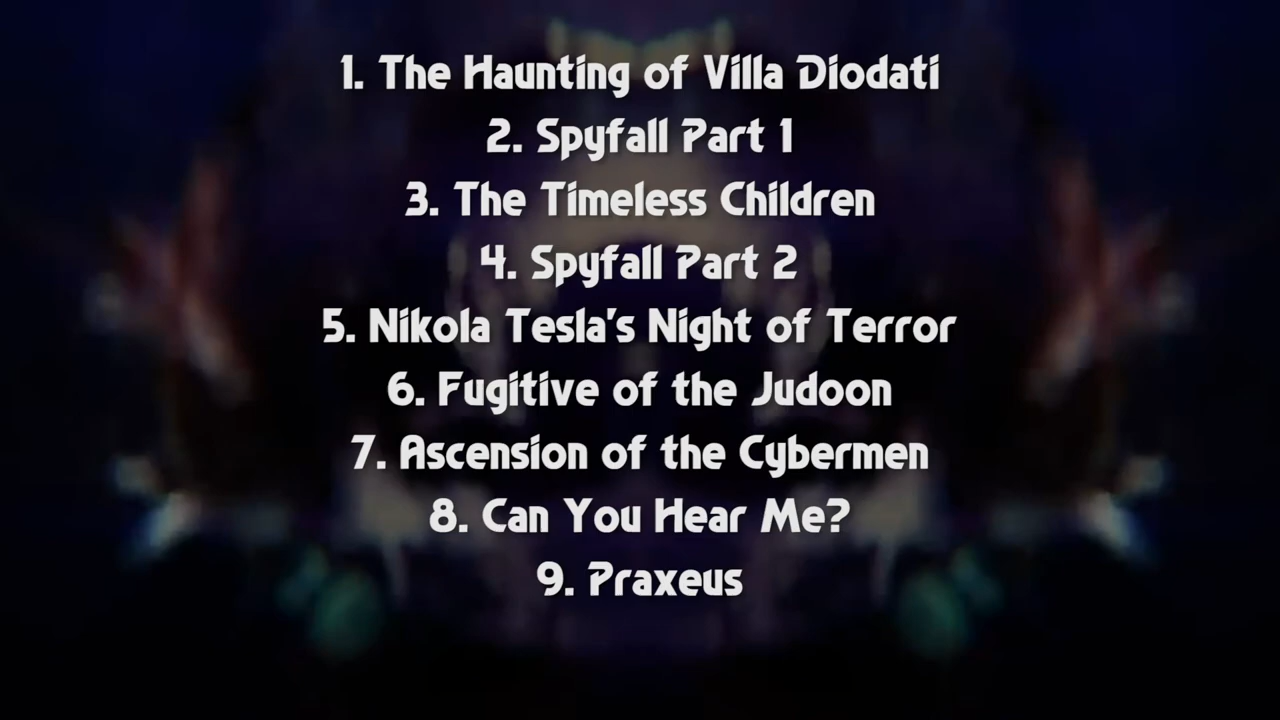 1. The Haunting of Villa Diodati
2. Spyfall Part 1
3. The Timeless Children
4. Spyfall Part 2
5. Nikola Tesla's Night of Terror
6. Fugitive of the Judoon
7. Ascension of the Cybermen
8. Can You Hear Me?
9. Praxeus